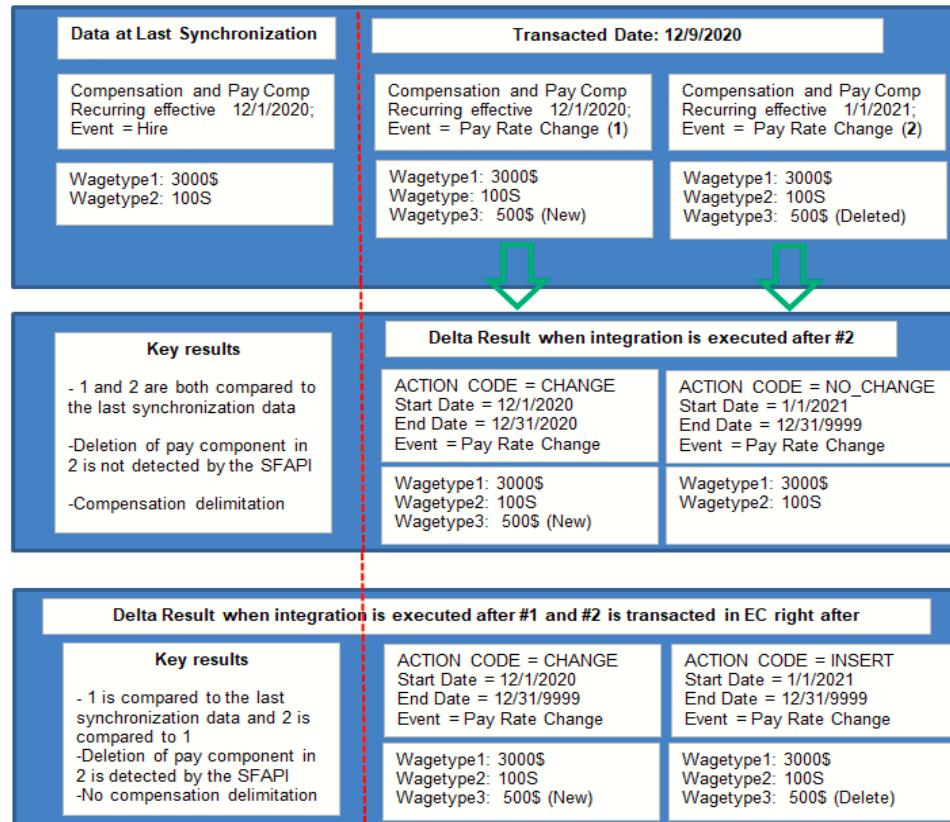 Data at Last Synchronization
Transacted Date: 12/9/2020
Compensation and Pay Comp
Recurring effective 12/1/2020;
Event = Hire
Compensation and Pay Comp
Recurring effective 12/1/2020;
Event = Pay Rate Change (1)
Compensation and Pay Comp
Recurring effective 1/1/2021;
Event = Pay Rate Change (2)
Wagetype1: 3000$
Wagetype2: 100S
Wagetype1: 3000$
Wagetype: 100S
Wagetype3: 500$ (New)
Wagetype1: 3000$
Wagetype2: 100S
Wagetype3: 500$ (Deleted)
Key results
- 1 and 2 are both compared to
the last synchronization data
-Deletion of pay component in
2 is not detected by the SFAPI
-Compensation delimitation
Delta Result when integration is executed after #2
ACTION CODE = CHANGE
Start Date = 12/1/2020
End Date = 12/31/2020
Event = Pay Rate Change
ACTION CODE = NO_CHANGE
Start Date = 1/1/2021
End Date = 12/31/9999
Event = Pay Rate Change
Wagetype1: 3000$
Wagetype2: 100S
Wagetype3: 500$ (New)
Wagetype1: 3000$
Wagetype2: 100S
Delta Result when integration is executed after #1 and #2 is transacted in EC right after
Key results
- 1 is compared to the last
synchronization data and 2 is
compared to 1
-Deletion of pay component in
2 is detected by the SFAPI
-No compensation delimitation
ACTION CODE = CHANGE
Start Date = 12/1/2020
End Date = 12/31/9999
Event = Pay Rate Change
ACTION CODE = INSERT
Start Date = 1/1/2021
End Date = 12/31/9999
Event = Pay Rate Change
Wagetype1: 3000$
Wagetype2: 100S
Wagetype3: 500$ (New)
Wagetype1: 3000$
Wagetype2: 100S
Wagetype3: 500$ (Delete)